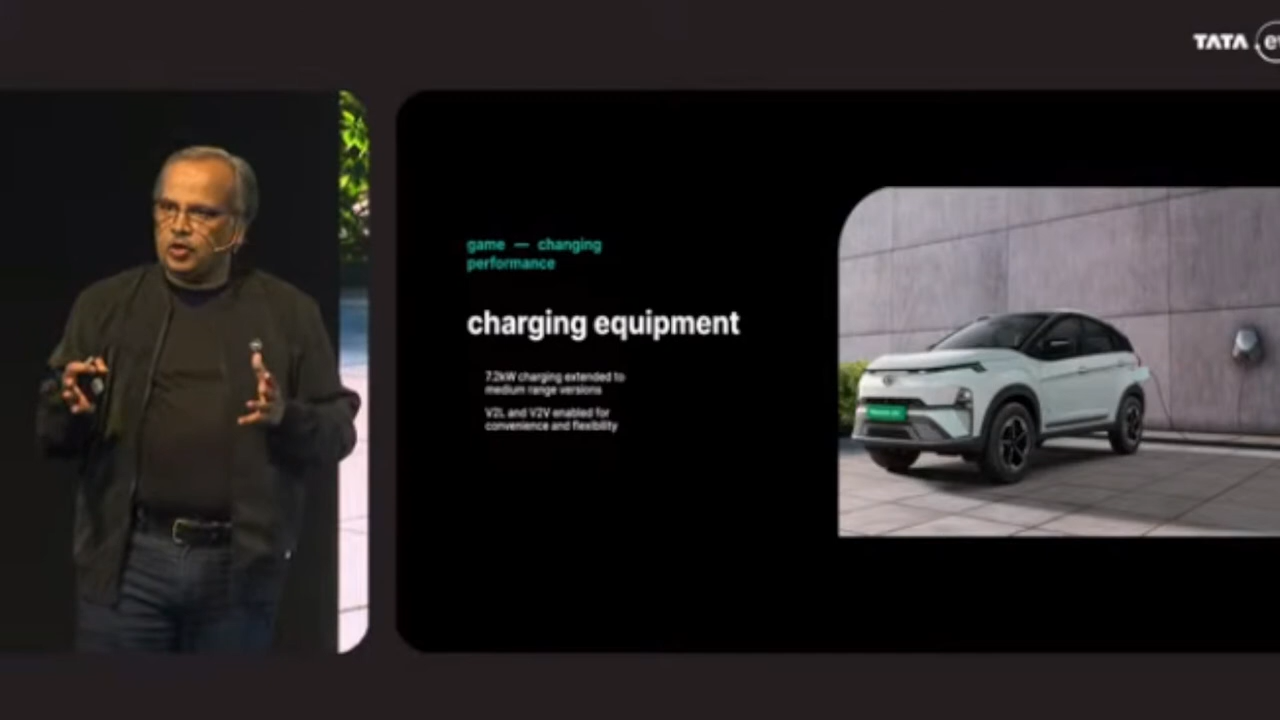 TATA .ev
game — changing
performance
charging equipment
7.2kW charging extended to
medium range versions
V2L and V2V enabled for
convenience and flexibility